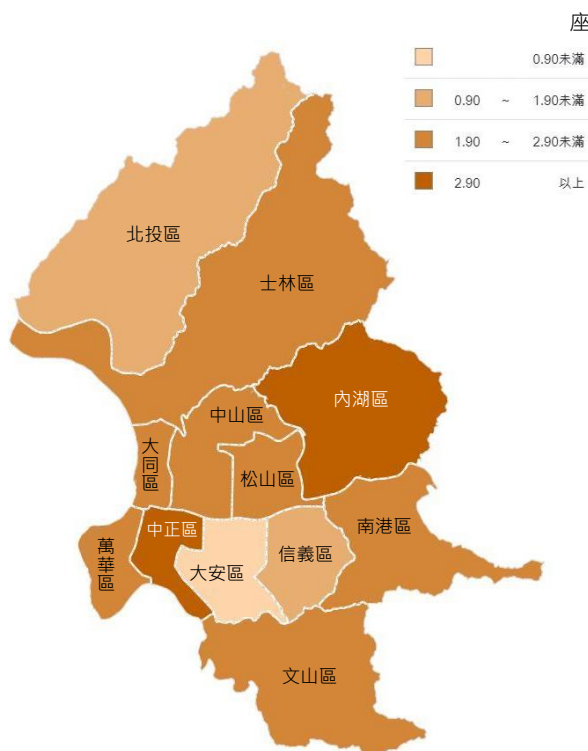 座
0.90未滿
0.90 ~ 1.90未滿
1.90 ~ 2.90未滿
2.90 以上
北投區
士林區
內湖區
中山區
大同區
松山區
南港區
中正區
萬華區
信義區
大安區
文山區